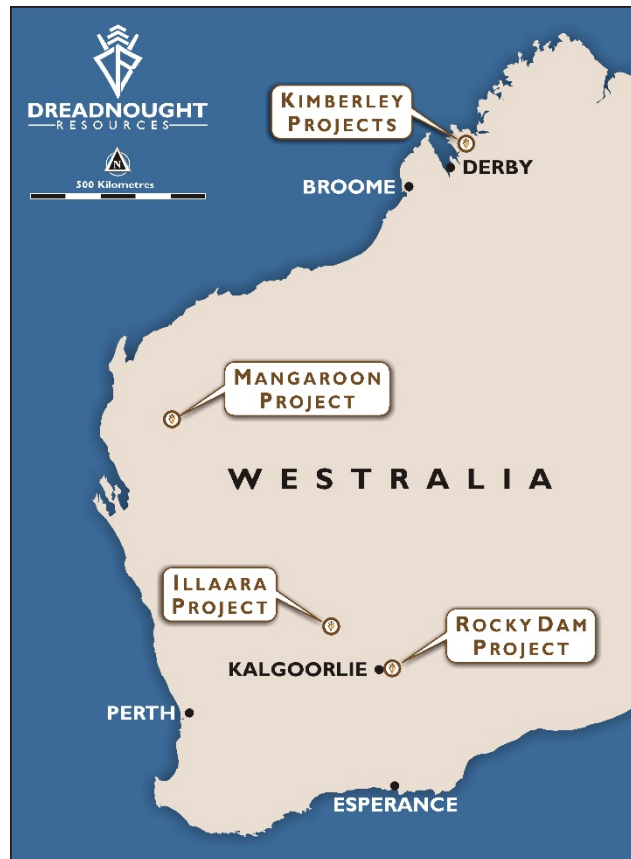 DREADNOUGHT
RESOURCES
N
500 Kilometres
KIMBERLEY
PROJECTS
DERBY
BROOME
MANGAROON
PROJECT
WESTRALIA
ILLAARA
PROJECT
ROCKY DAM
PROJECT
KALGOORLIE
PERTH
ESPERANCE